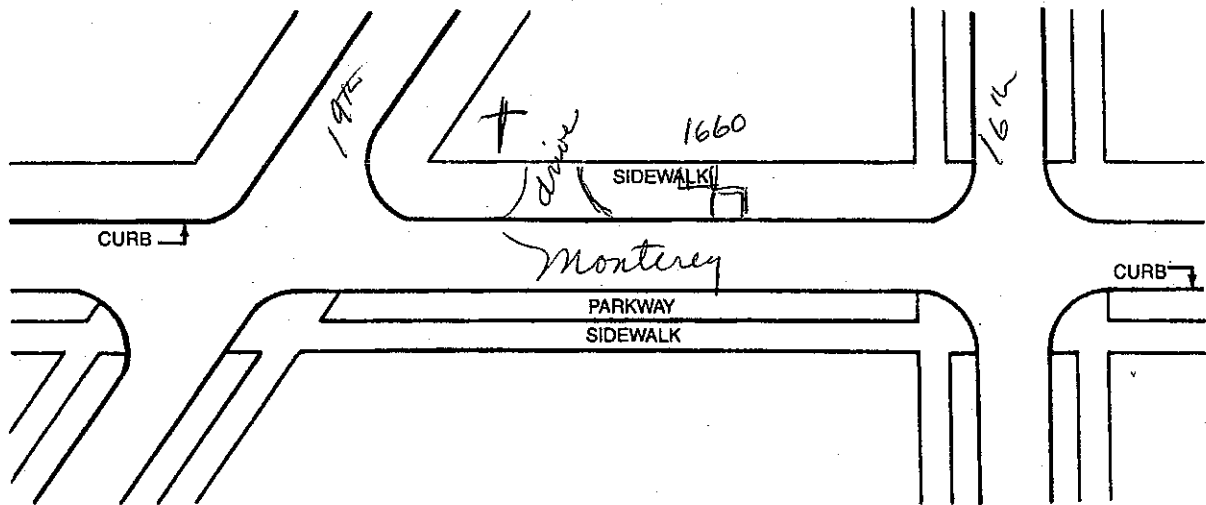 19th
drive
1660
16th
SIDEWALK
CURB
Monterey
CURB
PARKWAY
SIDEWALK